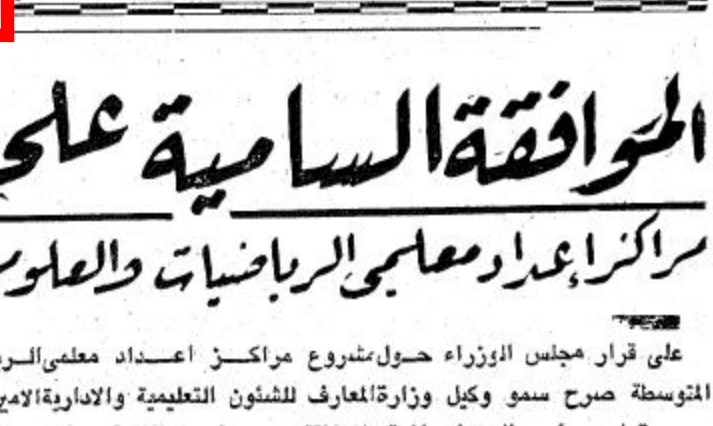 الموافقة السامية على
مراكز إعداد معلمي الرياضيات والعلوم
على قرار مجلس الوزراء حول مشروع مراكز اعداد معلمي
المتوسطة صرح سمو وكيل وزارة المعارف للشئون التعليمية والادارية